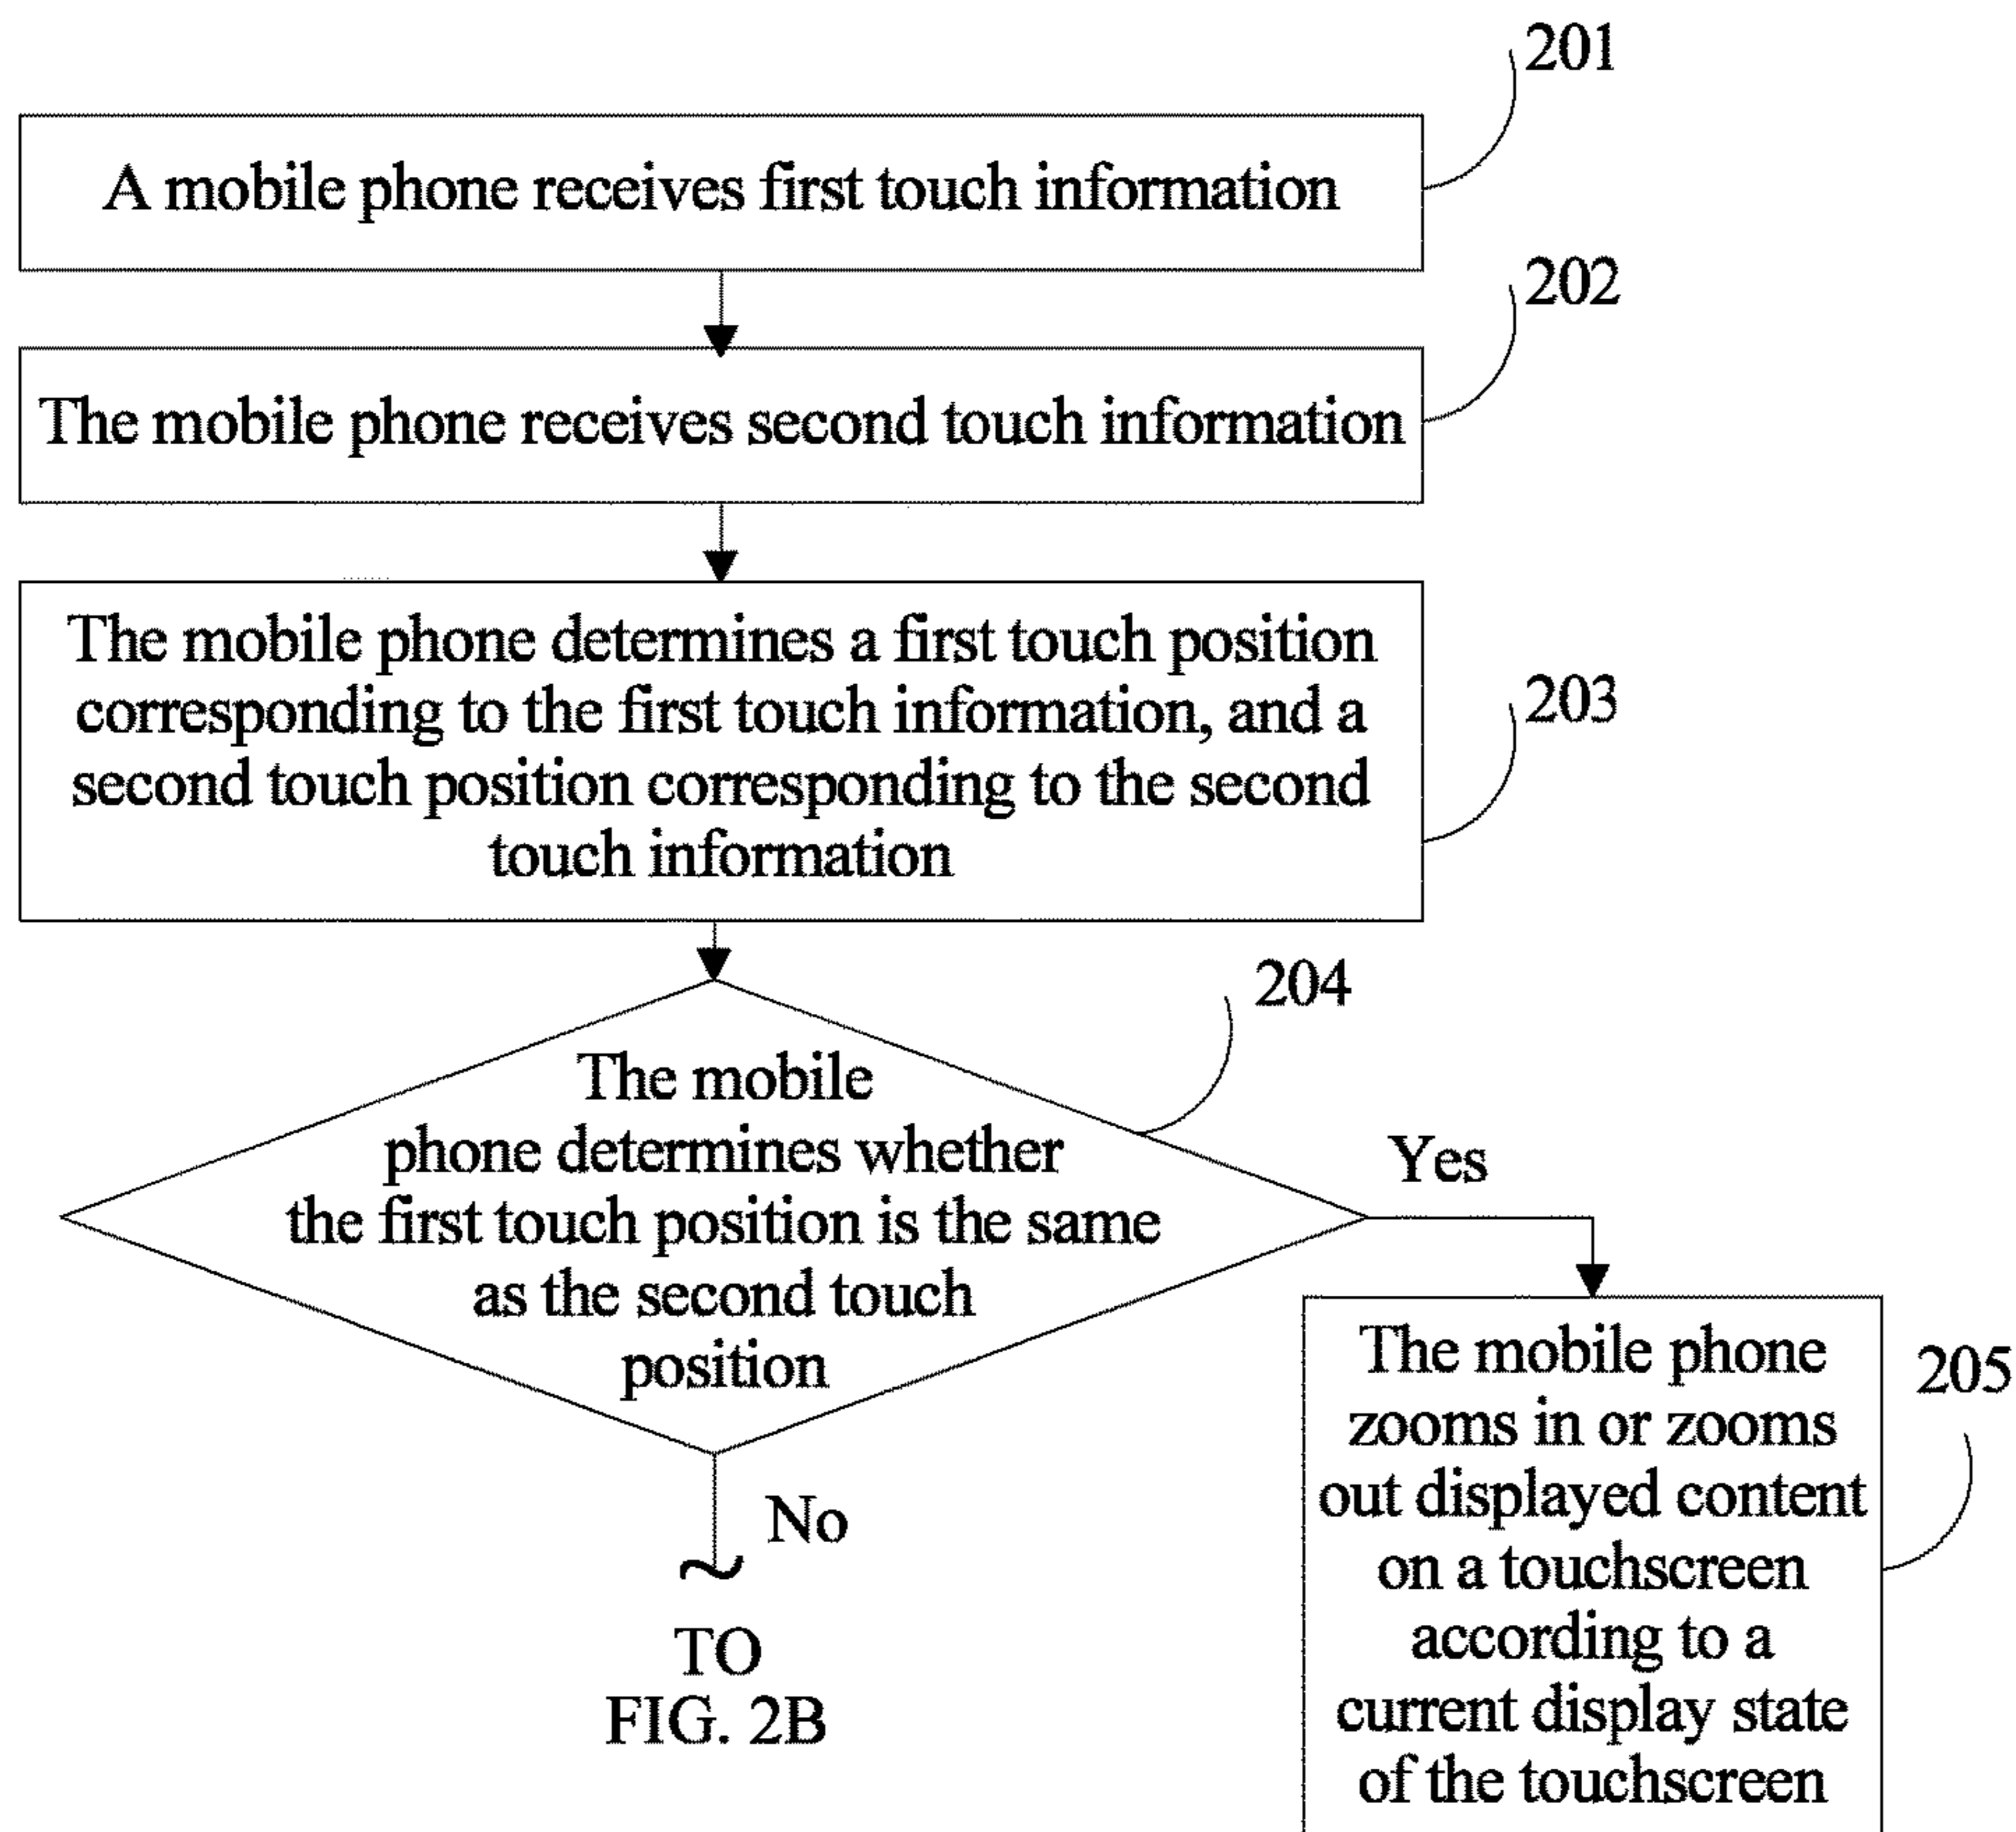 201
A mobile phone receives first touch information
202
The mobile phone receives second touch information
The mobile phone determines a first touch position
corresponding to the first touch information, and a
second touch position corresponding to the second
touch information
203
204
The mobile
phone determines whether
the first touch position is the same
as the second touch
position
Yes
No
TO
FIG. 2B
The mobile phone
zooms in or zooms
out displayed content
on a touchscreen
according to a
current display state
of the touchscreen
205